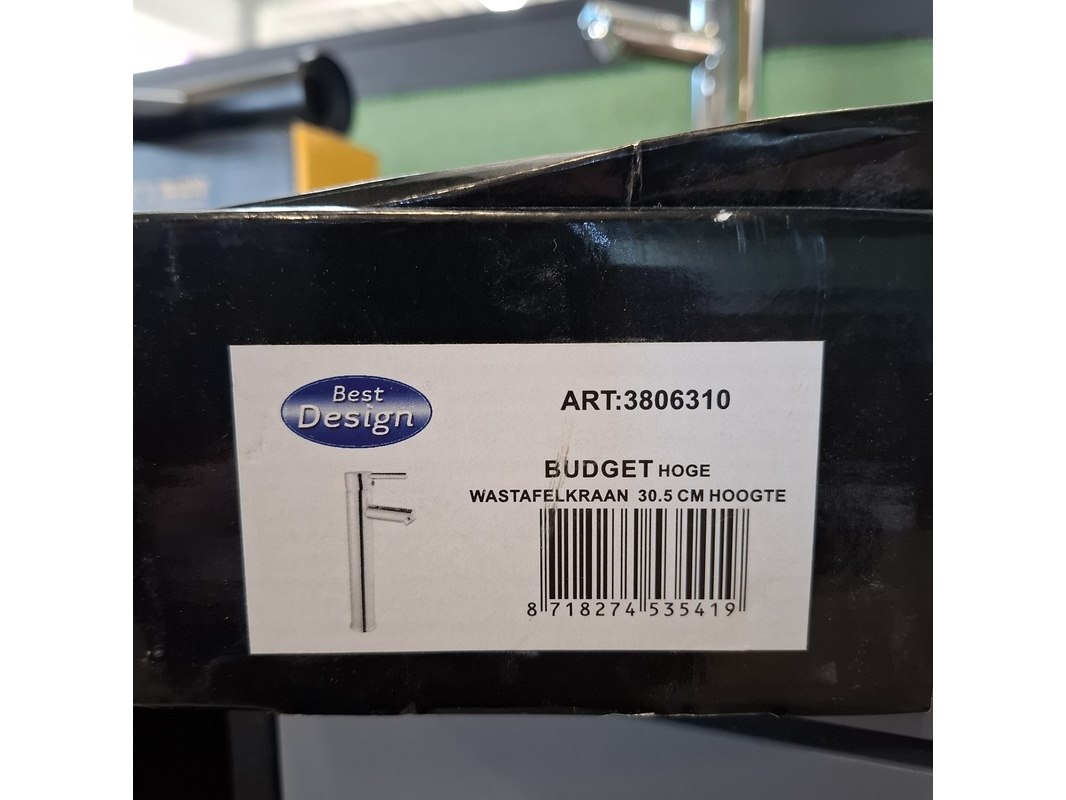 Best
Design
ART:3806310
BUDGET HOGE
WASTAFELKRAAN 30.5 CM HOOGTE
8 718274 535419